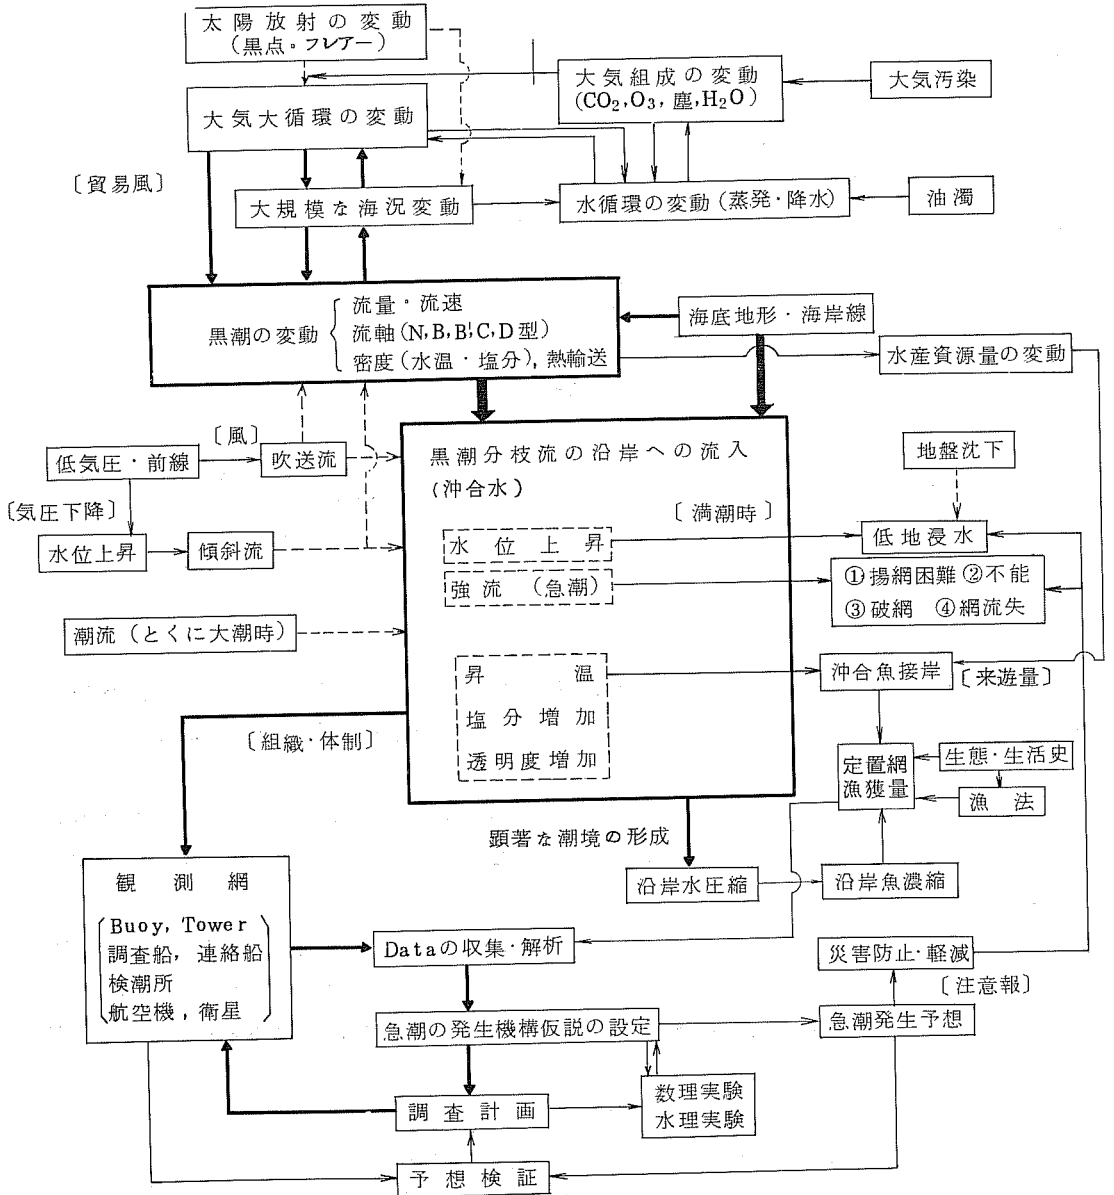 太陽放射の変動
(黒点・フレアー)
大気組成の変動
(CO₂,O₃,塵,H₂O)
大気汚染
大気大循環の変動
〔貿易風〕
大規模な海況変動
水循環の変動(蒸発・降水)
油濁
黒潮の変動
流量・流速
流軸(N,B,B',C,D型)
密度(水温・塩分),熱輸送
海底地形・海岸線
水産資源量の変動
〔風〕
低気圧・前線
吹送流
〔気圧下降〕
水位上昇
傾斜流
潮流(とくに大潮時)
黒潮分枝流の沿岸への流入
(沖合水)
〔満潮時〕
水位上昇
強流(急潮)
昇温
塩分増加
透明度増加
地盤沈下
低地浸水
①揚網困難 ②不能
③破網 ④網流失
沖合魚接岸
〔来遊量〕
定置網
漁獲量
生態・生活史
漁法
〔組織・体制〕
顕著な潮境の形成
沿岸水圧縮
沿岸魚濃縮
観測網
Buoy, Tower
調査船, 連絡船
検潮所
航空機, 衛星
Dataの収集・解析
災害防止・軽減
〔注意報〕
急潮の発生機構仮説の設定
急潮発生予想
数理実験
水理実験
調査計画
予想検証